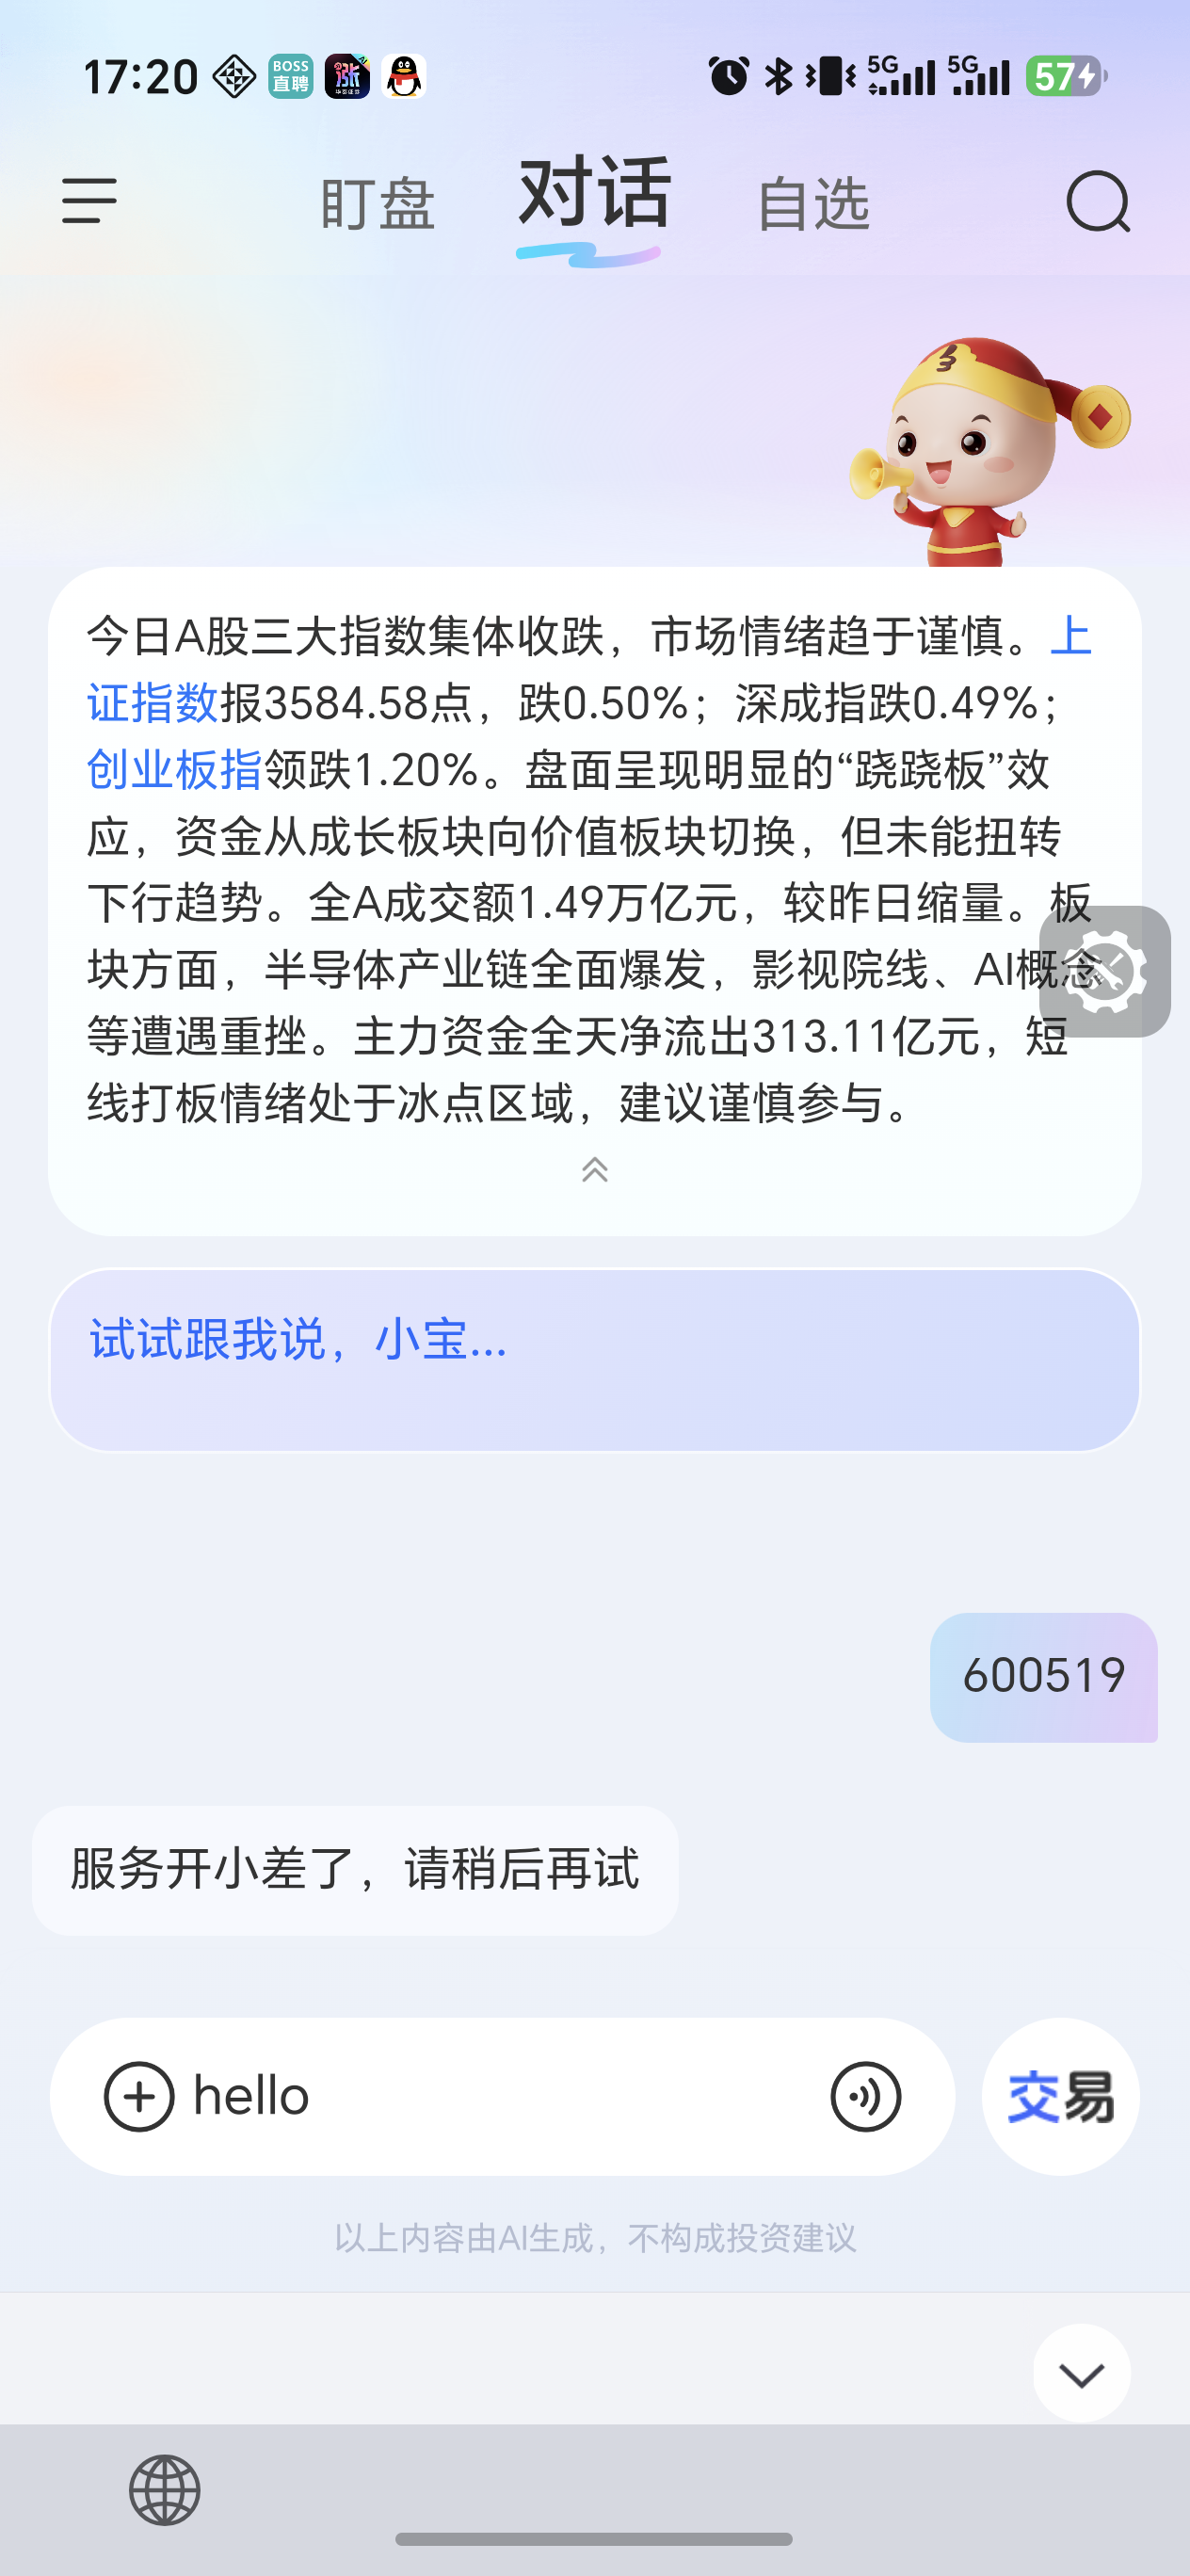 17:20
BOSS
直聘
涨
5G
5G
57
盯盘
对话
自选
今日A股三大指数集体收跌，市场情绪趋于谨慎。上
证指数报3584.58点，跌0.50%；深成指跌0.49%；
创业板指领跌1.20%。盘面呈现明显的“跷跷板”效
应，资金从成长板块向价值板块切换，但未能扭转
下行趋势。全A成交额1.49万亿元，较昨日缩量。板
块方面，半导体产业链全面爆发，影视院线、AI概念
等遭遇重挫。主力资金全天净流出313.11亿元，短
线打板情绪处于冰点区域，建议谨慎参与。
试试跟我说，小宝...
600519
服务开小差了，请稍后再试
hello
交易
以上内容由AI生成，不构成投资建议